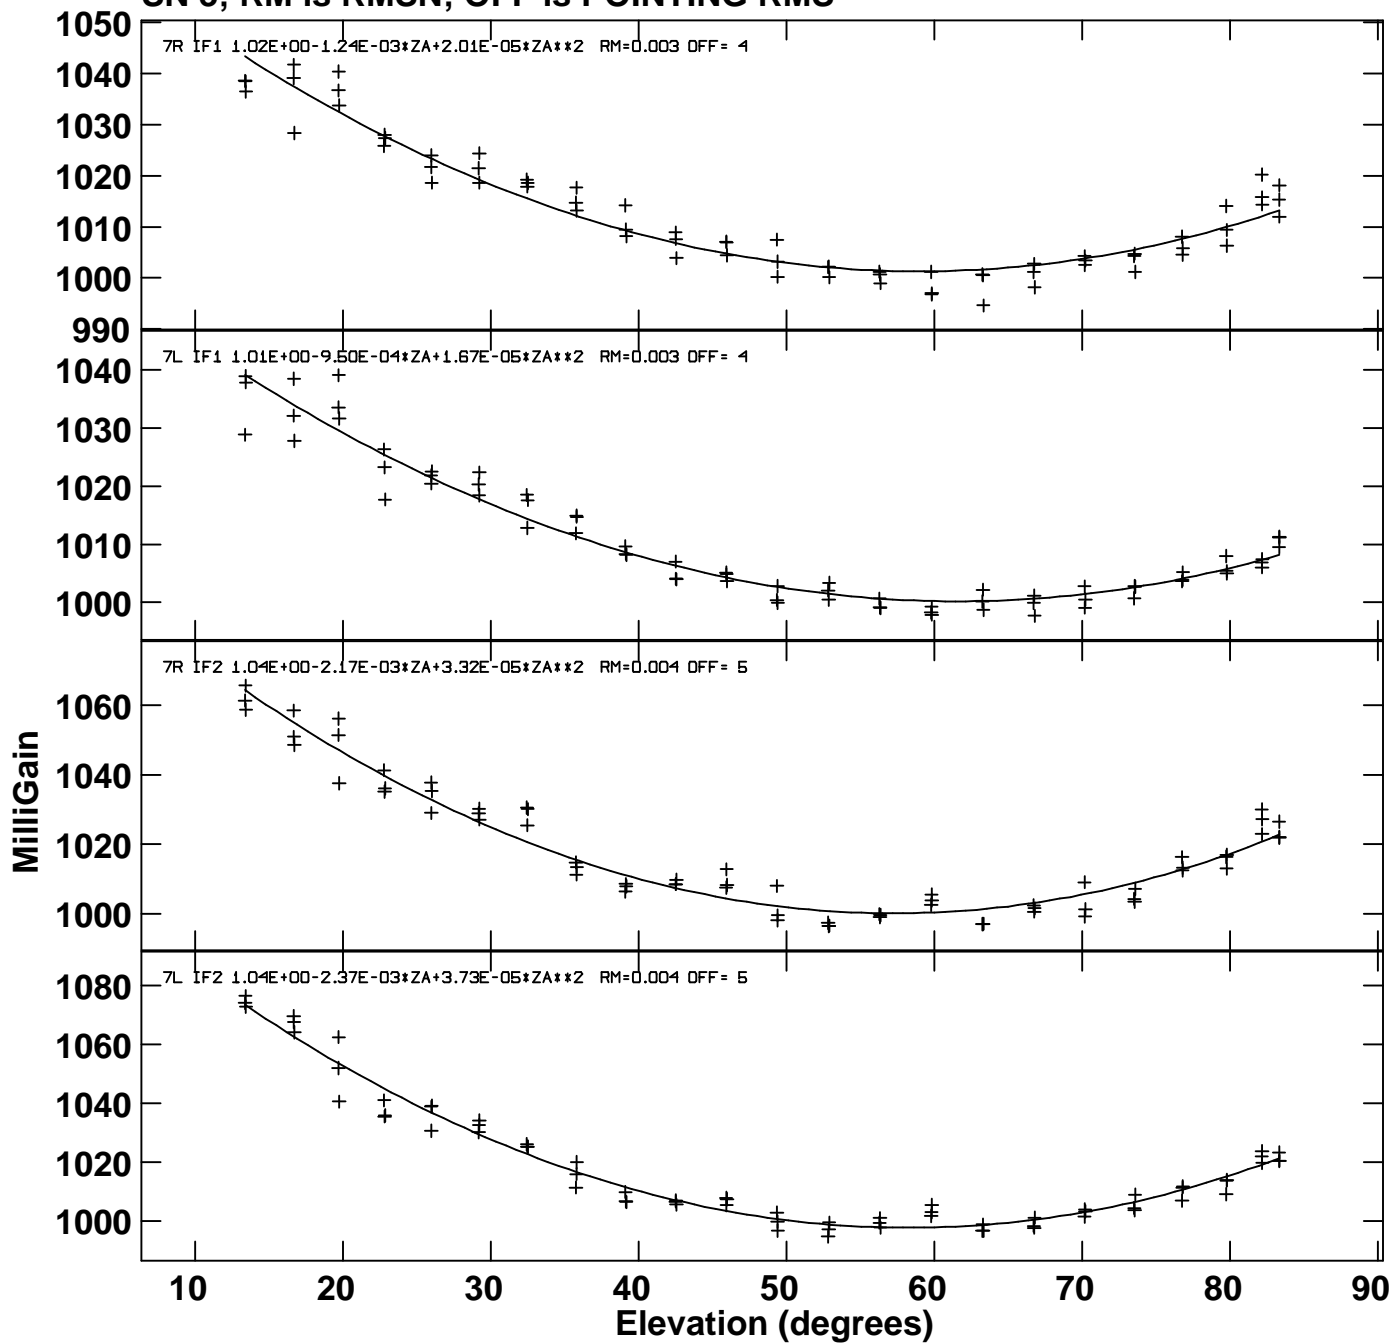 SN 3, RM is RMSN, OFF is POINTING RMS
1050
7R IF1 1.02E+00-1.24E-03*ZA+2.01E-05*ZA**2 RM=0.003 OFF= 4
1040
1030
1020
1010
1000
990
7L IF1 1.01E+00-9.50E-04*ZA+1.67E-05*ZA**2 RM=0.003 OFF= 4
1040
1030
1020
1010
1000
7R IF2 1.04E+00-2.17E-03*ZA+3.32E-05*ZA**2 RM=0.004 OFF= 5
1060
1040
1020
1000
MilliGain
7L IF2 1.04E+00-2.37E-03*ZA+3.73E-05*ZA**2 RM=0.004 OFF= 5
1080
1060
1040
1020
1000
10 20 30 40 50 60 70 80 90
Elevation (degrees)